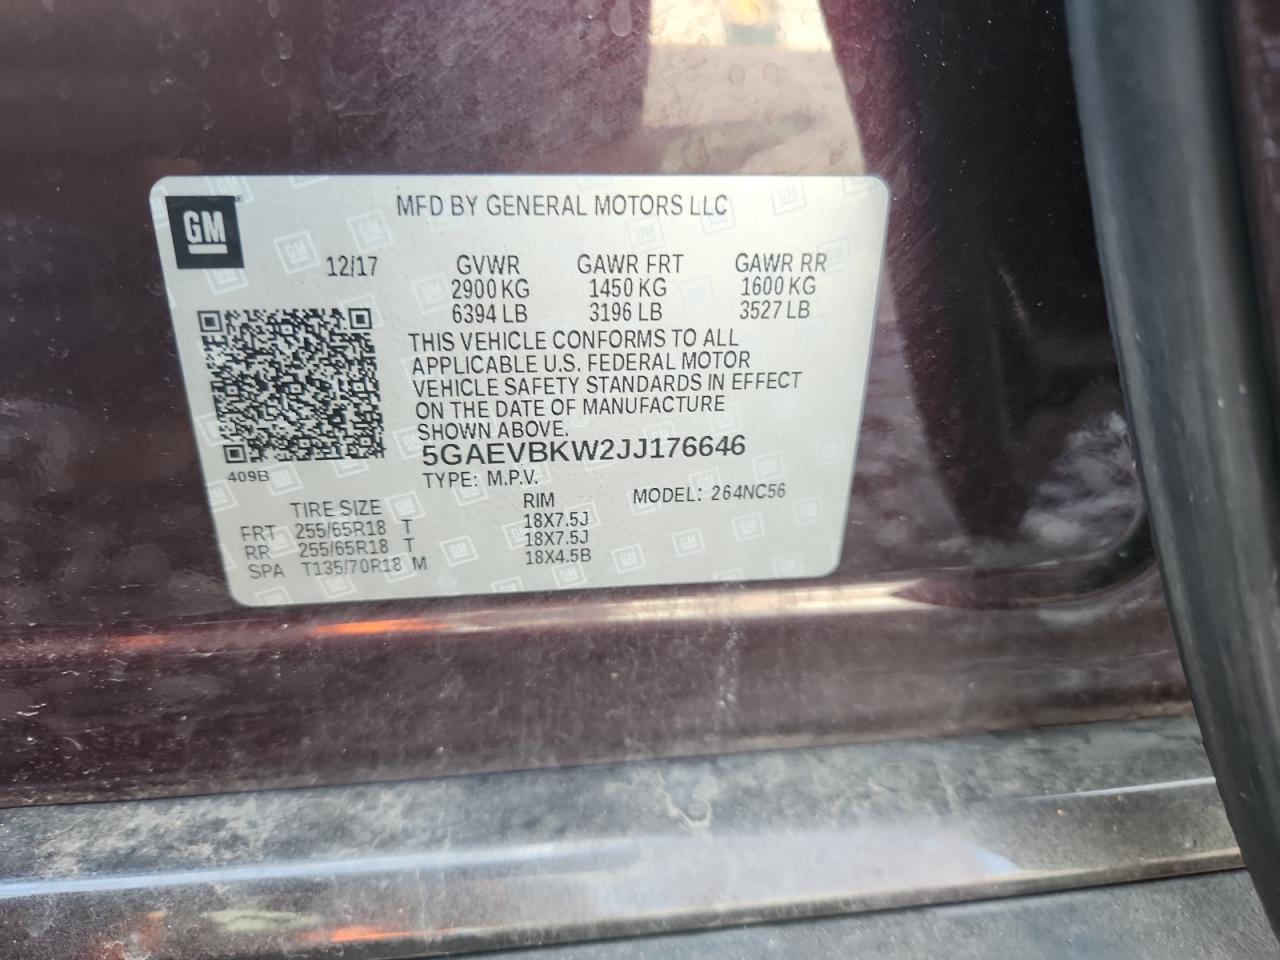 GM
MFD BY GENERAL MOTORS LLC
12/17 GVWR GAWR FRT GAWR RR
2900 KG 1450 KG 1600 KG
6394 LB 3196 LB 3527 LB
THIS VEHICLE CONFORMS TO ALL
APPLICABLE U.S. FEDERAL MOTOR
VEHICLE SAFETY STANDARDS IN EFFECT
ON THE DATE OF MANUFACTURE
SHOWN ABOVE.
409B
5GAEVBKW2JJ176646
TYPE: M.P.V.
TIRE SIZE RIM MODEL: 264NC56
FRT 255/65R18 T 18X7.5J
RR 255/65R18 T 18X7.5J
SPA T135/70R18 M 18X4.5B